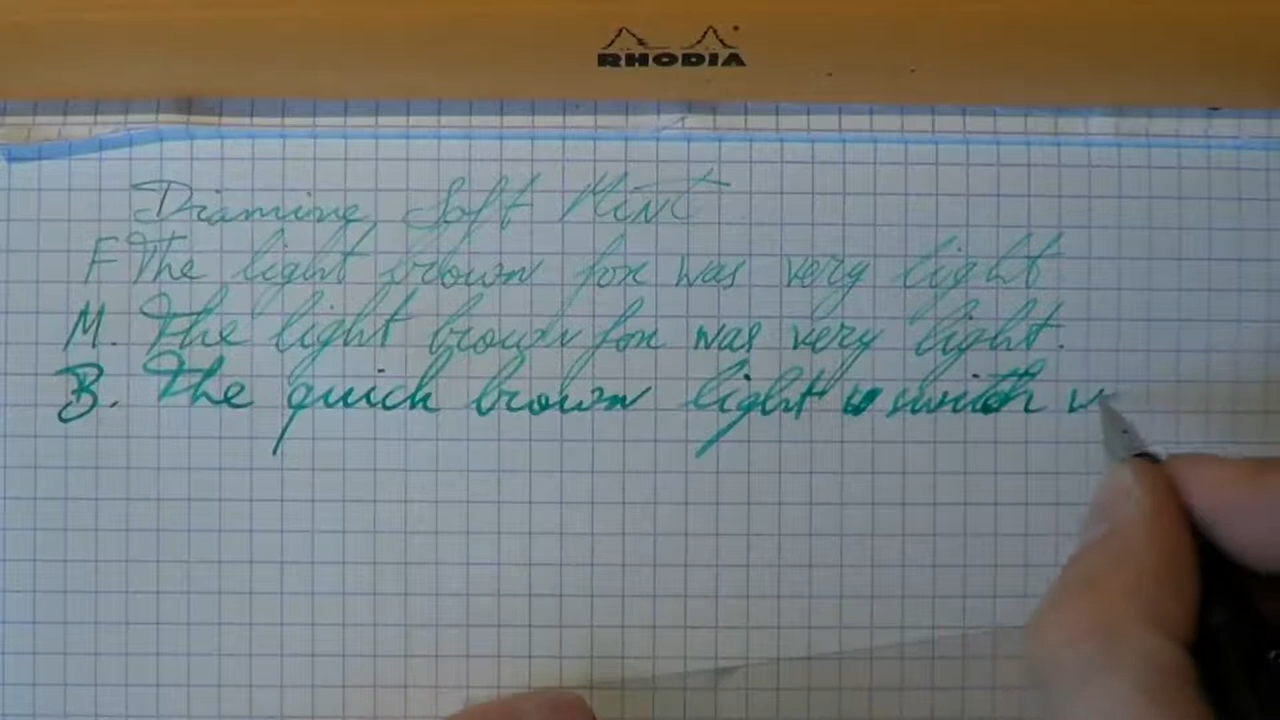 RHODIA
Diamine Soft Mint
F The light brown fox was very light
M. The light brown fox was very light.
B. The quick brown light switch w